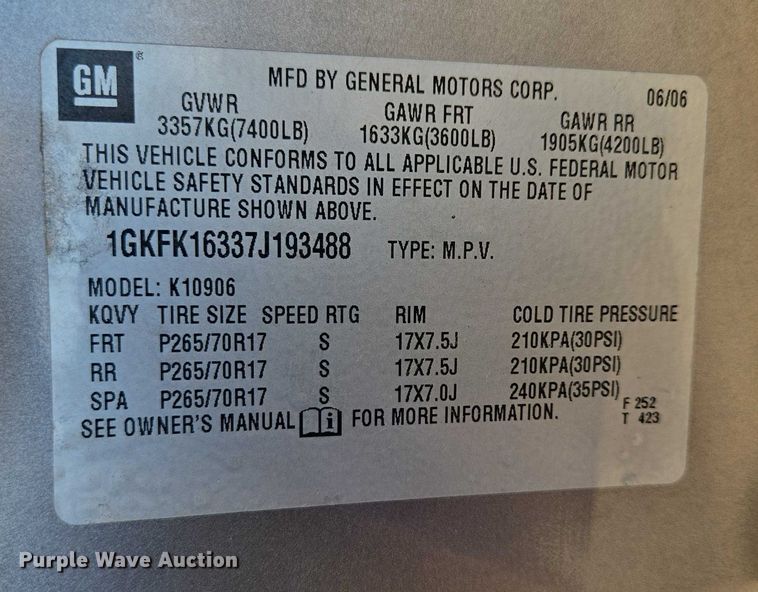 GM
MFD BY GENERAL MOTORS CORP. 06/06
GVWR GAWR FRT GAWR RR
3357KG(7400LB) 1633KG(3600LB) 1905KG(4200LB)
THIS VEHICLE CONFORMS TO ALL APPLICABLE U.S. FEDERAL MOTOR
VEHICLE SAFETY STANDARDS IN EFFECT ON THE DATE OF
MANUFACTURE SHOWN ABOVE.
1GKFK16337J193488 TYPE: M.P.V.
MODEL: K10906
KQVY TIRE SIZE SPEED RTG RIM COLD TIRE PRESSURE
FRT P265/70R17 S 17X7.5J 210KPA(30PSI)
RR P265/70R17 S 17X7.5J 210KPA(30PSI)
SPA P265/70R17 S 17X7.0J 240KPA(35PSI)
SEE OWNER'S MANUAL i FOR MORE INFORMATION.
F 252
T 423
Purple Wave Auction